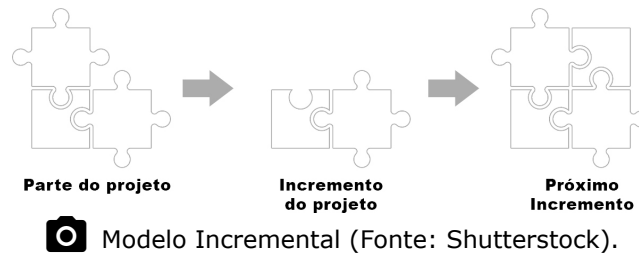 Parte do projeto
Incremento
do projeto
Próximo
Incremento
Modelo Incremental (Fonte: Shutterstock).